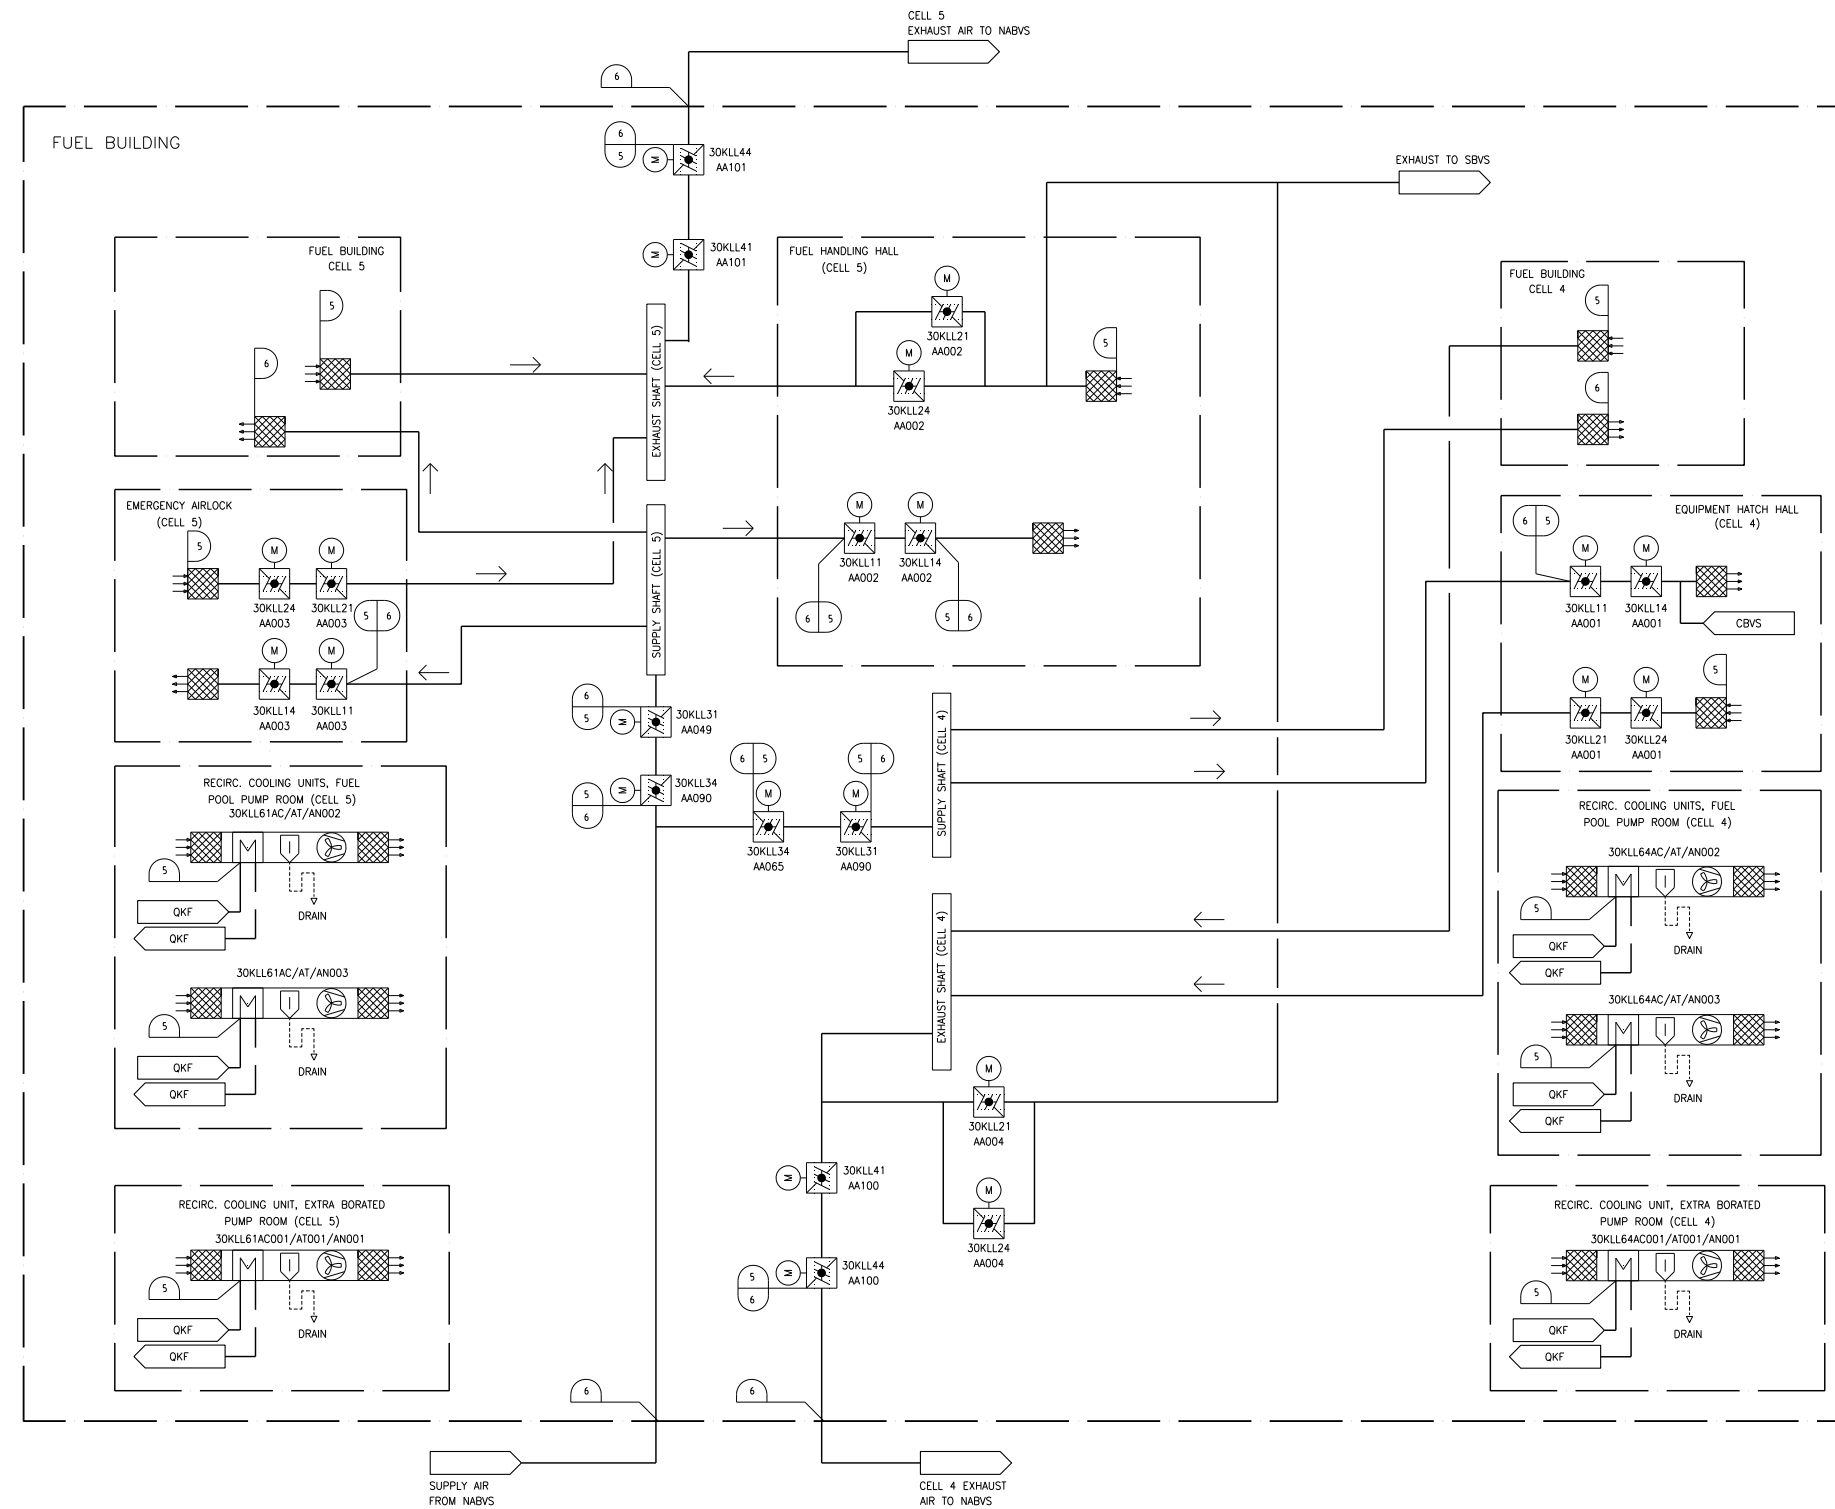 CELL 5
EXHAUST AIR TO NABVS
6
FUEL BUILDING
6
5
M
30KLL44
AA101
EXHAUST TO SBVS
M
30KLL41
AA101
FUEL BUILDING
CELL 5
5
6
EXHAUST SHAFT (CELL 5)
FUEL HANDLING HALL
(CELL 5)
M
30KLL21
AA002
M
30KLL24
AA002
5
M
30KLL11
AA002
M
30KLL14
AA002
6 5
5 6
FUEL BUILDING
CELL 4
5
6
EMERGENCY AIRLOCK
(CELL 5)
5
M
M
30KLL24
AA003
30KLL21
AA003
5 6
M
M
30KLL14
AA003
30KLL11
AA003
SUPPLY SHAFT (CELL 5)
EQUIPMENT HATCH HALL
(CELL 4)
6 5
M
M
30KLL11
AA001
30KLL14
AA001
CBVS
5
M
M
30KLL21
AA001
30KLL24
AA001
6
5
M
30KLL31
AA049
5
6
M
30KLL34
AA090
6 5
M
30KLL34
AA065
5 6
M
30KLL31
AA090
SUPPLY SHAFT (CELL 4)
RECIRC. COOLING UNITS, FUEL
POOL PUMP ROOM (CELL 5)
30KLL61AC/AT/AN002
5
QKF
QKF
DRAIN
30KLL61AC/AT/AN003
5
QKF
QKF
DRAIN
RECIRC. COOLING UNITS, FUEL
POOL PUMP ROOM (CELL 4)
30KLL64AC/AT/AN002
5
QKF
QKF
DRAIN
30KLL64AC/AT/AN003
5
QKF
QKF
DRAIN
EXHAUST SHAFT (CELL 4)
M
30KLL21
AA004
M
30KLL24
AA004
M
30KLL41
AA100
5
6
M
30KLL44
AA100
RECIRC. COOLING UNIT, EXTRA BORATED
PUMP ROOM (CELL 5)
30KLL61AC001/AT001/AN001
5
QKF
QKF
DRAIN
RECIRC. COOLING UNIT, EXTRA BORATED
PUMP ROOM (CELL 4)
30KLL64AC001/AT001/AN001
5
QKF
QKF
DRAIN
6
6
SUPPLY AIR
FROM NABVS
CELL 4 EXHAUST
AIR TO NABVS